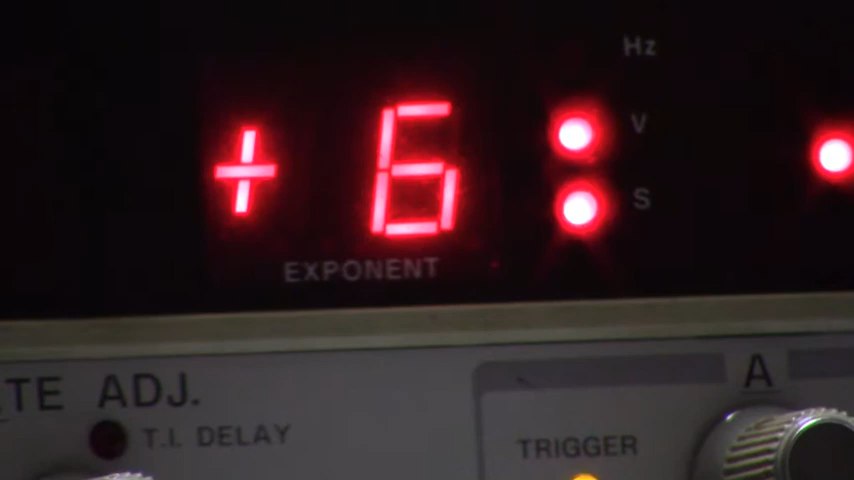 Hz
+6
V
S
EXPONENT
TE ADJ.
A
T.I. DELAY
TRIGGER